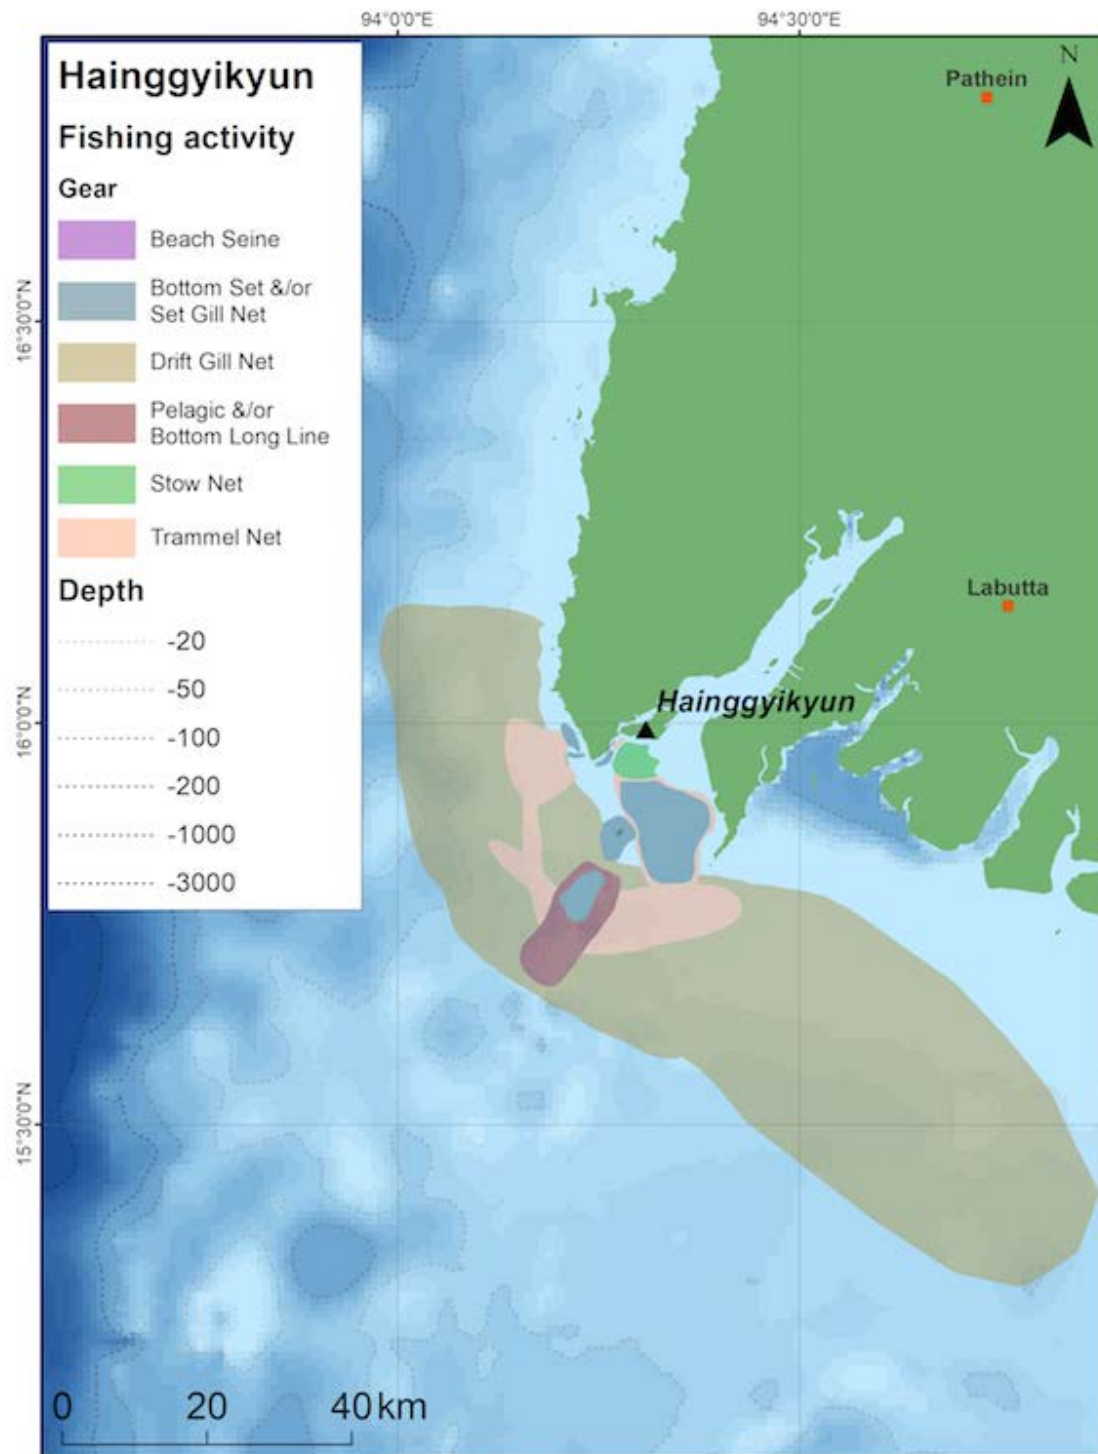 94°0'0"E
94°30'0"E
Hainggyikyun
Fishing activity
Gear
Beach Seine
Bottom Set &/or
Set Gill Net
Drift Gill Net
Pelagic &/or
Bottom Long Line
Stow Net
Trammel Net
Depth
-20
-50
-100
-200
-1000
-3000
N
Pathein
Labutta
Hainggyikyun
16°30'0"N
16°0'0"N
15°30'0"N
0 20 40 km